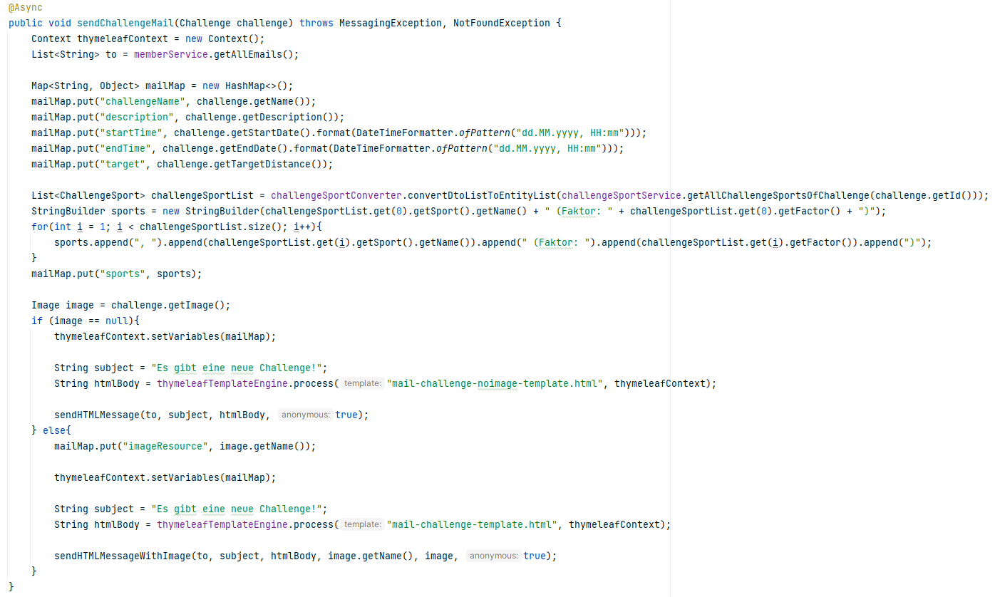 @Async
public void sendChallengeMail(Challenge challenge) throws MessagingException, NotFoundException {
    Context thymeleafContext = new Context();
    List<String> to = memberService.getAllEmails();

    Map<String, Object> mailMap = new HashMap<>();
    mailMap.put("challengeName", challenge.getName());
    mailMap.put("description", challenge.getDescription());
    mailMap.put("startTime", challenge.getStartDate().format(DateTimeFormatter.ofPattern("dd.MM.yyyy, HH:mm")));
    mailMap.put("endTime", challenge.getEndDate().format(DateTimeFormatter.ofPattern("dd.MM.yyyy, HH:mm")));
    mailMap.put("target", challenge.getTargetDistance());

    List<ChallengeSport> challengeSportList = challengeSportConverter.convertDtoListToEntityList(challengeSportService.getAllChallengeSportsOfChallenge(challenge.getId()));
    StringBuilder sports = new StringBuilder(challengeSportList.get(0).getSport().getName() + " (Faktor: " + challengeSportList.get(0).getFactor() + ")");
    for(int i = 1; i < challengeSportList.size(); i++){
        sports.append(", ").append(challengeSportList.get(i).getSport().getName()).append(" (Faktor: ").append(challengeSportList.get(i).getFactor()).append(")");
    }
    mailMap.put("sports", sports);

    Image image = challenge.getImage();
    if (image == null){
        thymeleafContext.setVariables(mailMap);

        String subject = "Es gibt eine neue Challenge!";
        String htmlBody = thymeleafTemplateEngine.process( template: "mail-challenge-noimage-template.html", thymeleafContext);

        sendHTMLMessage(to, subject, htmlBody, anonymous: true);
    } else{
        mailMap.put("imageResource", image.getName());

        thymeleafContext.setVariables(mailMap);

        String subject = "Es gibt eine neue Challenge!";
        String htmlBody = thymeleafTemplateEngine.process( template: "mail-challenge-template.html", thymeleafContext);

        sendHTMLMessageWithImage(to, subject, htmlBody, image.getName(), image, anonymous: true);
    }
}